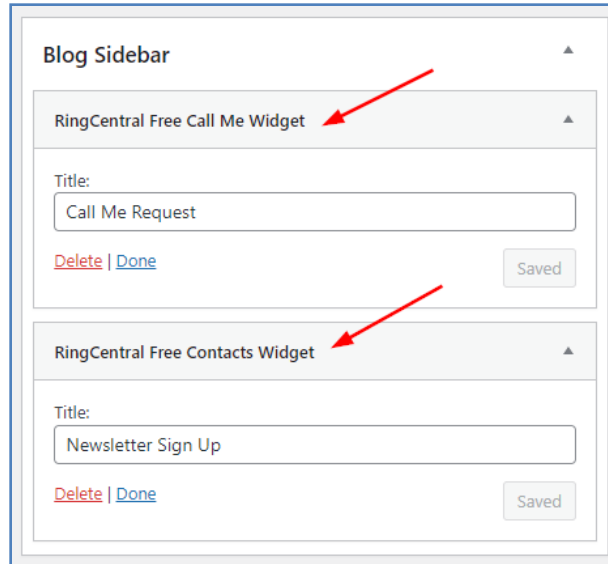 Blog Sidebar
RingCentral Free Call Me Widget
Title:
Call Me Request
Delete | Done
Saved
RingCentral Free Contacts Widget
Title:
Newsletter Sign Up
Delete | Done
Saved